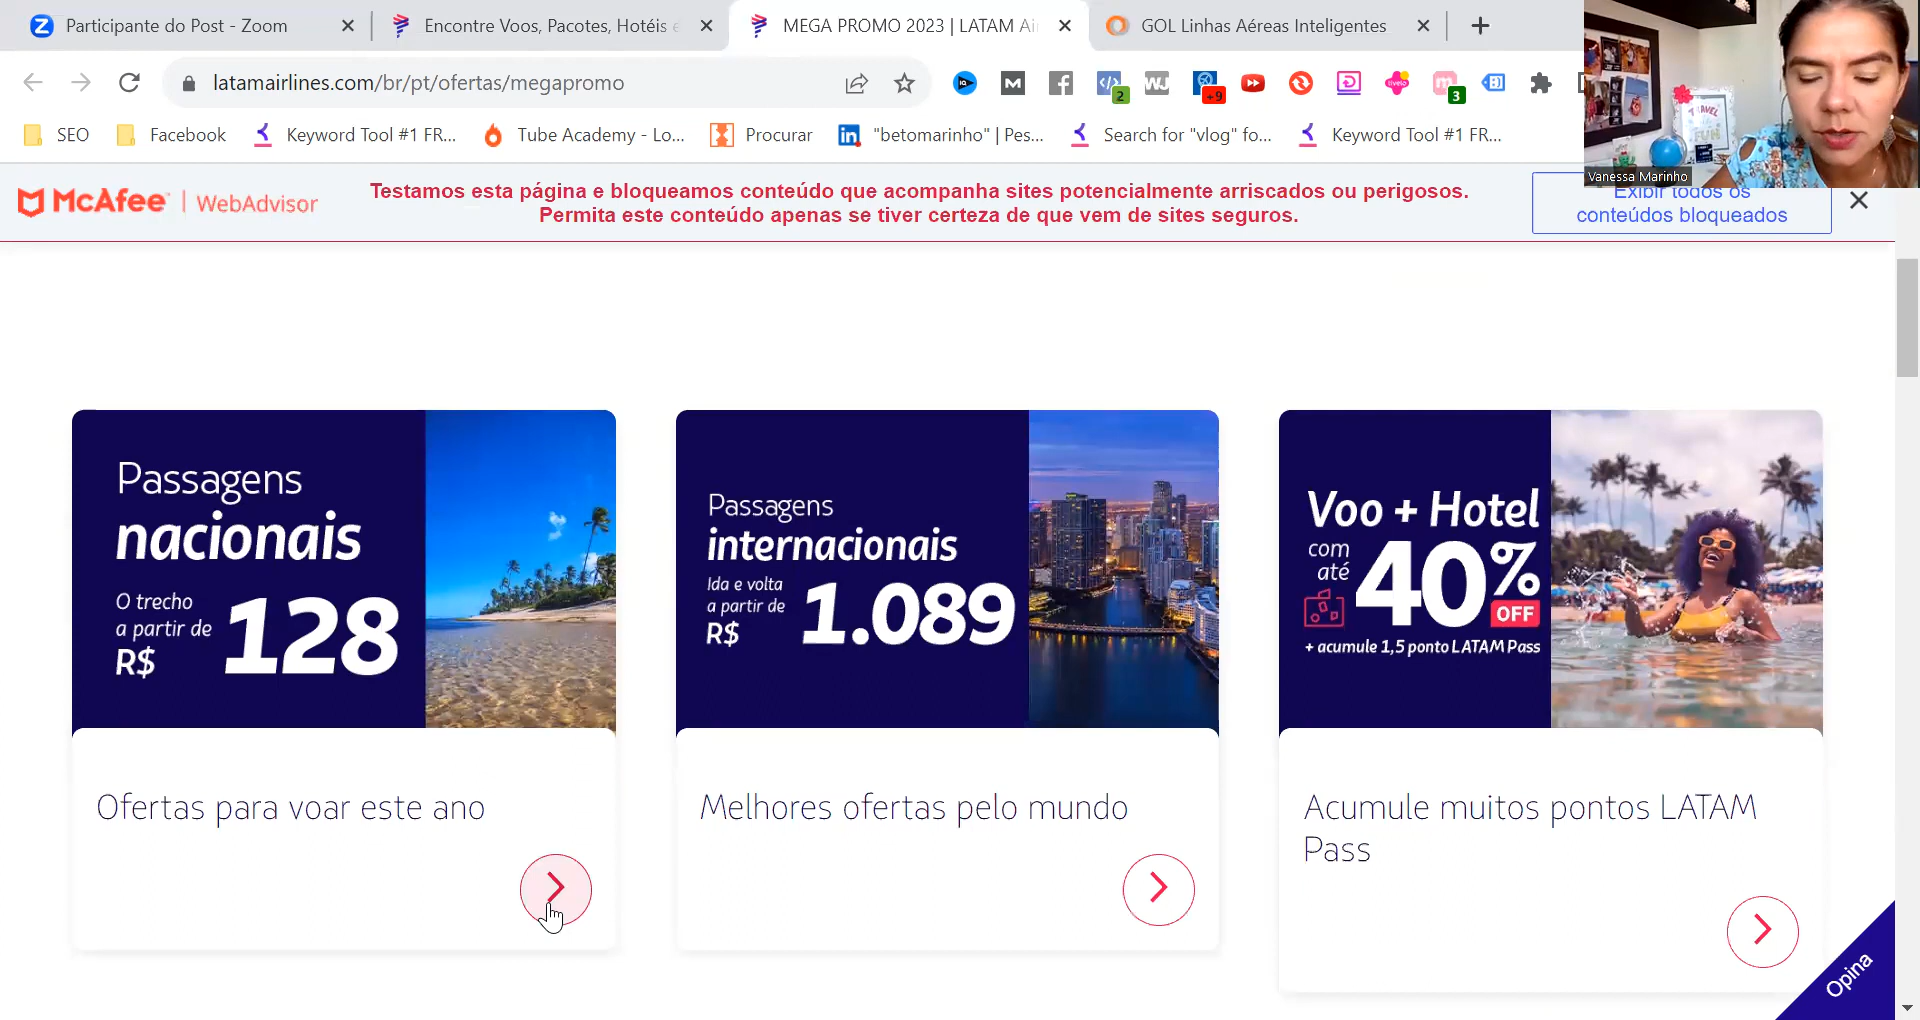 Participante do Post - Zoom
Encontre Voos, Pacotes, Hotéis e
MEGA PROMO 2023 | LATAM Ai
GOL Linhas Aéreas Inteligentes
latamairlines.com/br/pt/ofertas/megapromo
2
+9
3
SEO
Facebook
Keyword Tool #1 FR...
Tube Academy - Lo...
Procurar
"betomarinho" | Pes...
Search for "vlog" fo...
Keyword Tool #1 FR...
Vanessa Marinho
McAfee | WebAdvisor
Testamos esta página e bloqueamos conteúdo que acompanha sites potencialmente arriscados ou perigosos.
Permita este conteúdo apenas se tiver certeza de que vem de sites seguros.
Exibir todos os
conteúdos bloqueados
Passagens
nacionais
O trecho
a partir de
R$ 128
Ofertas para voar este ano
Passagens
internacionais
Ida e volta
a partir de
R$ 1.089
Melhores ofertas pelo mundo
Voo + Hotel
com
até
40%
OFF
+ acumule 1,5 ponto LATAM Pass
Acumule muitos pontos LATAM
Pass
Opina